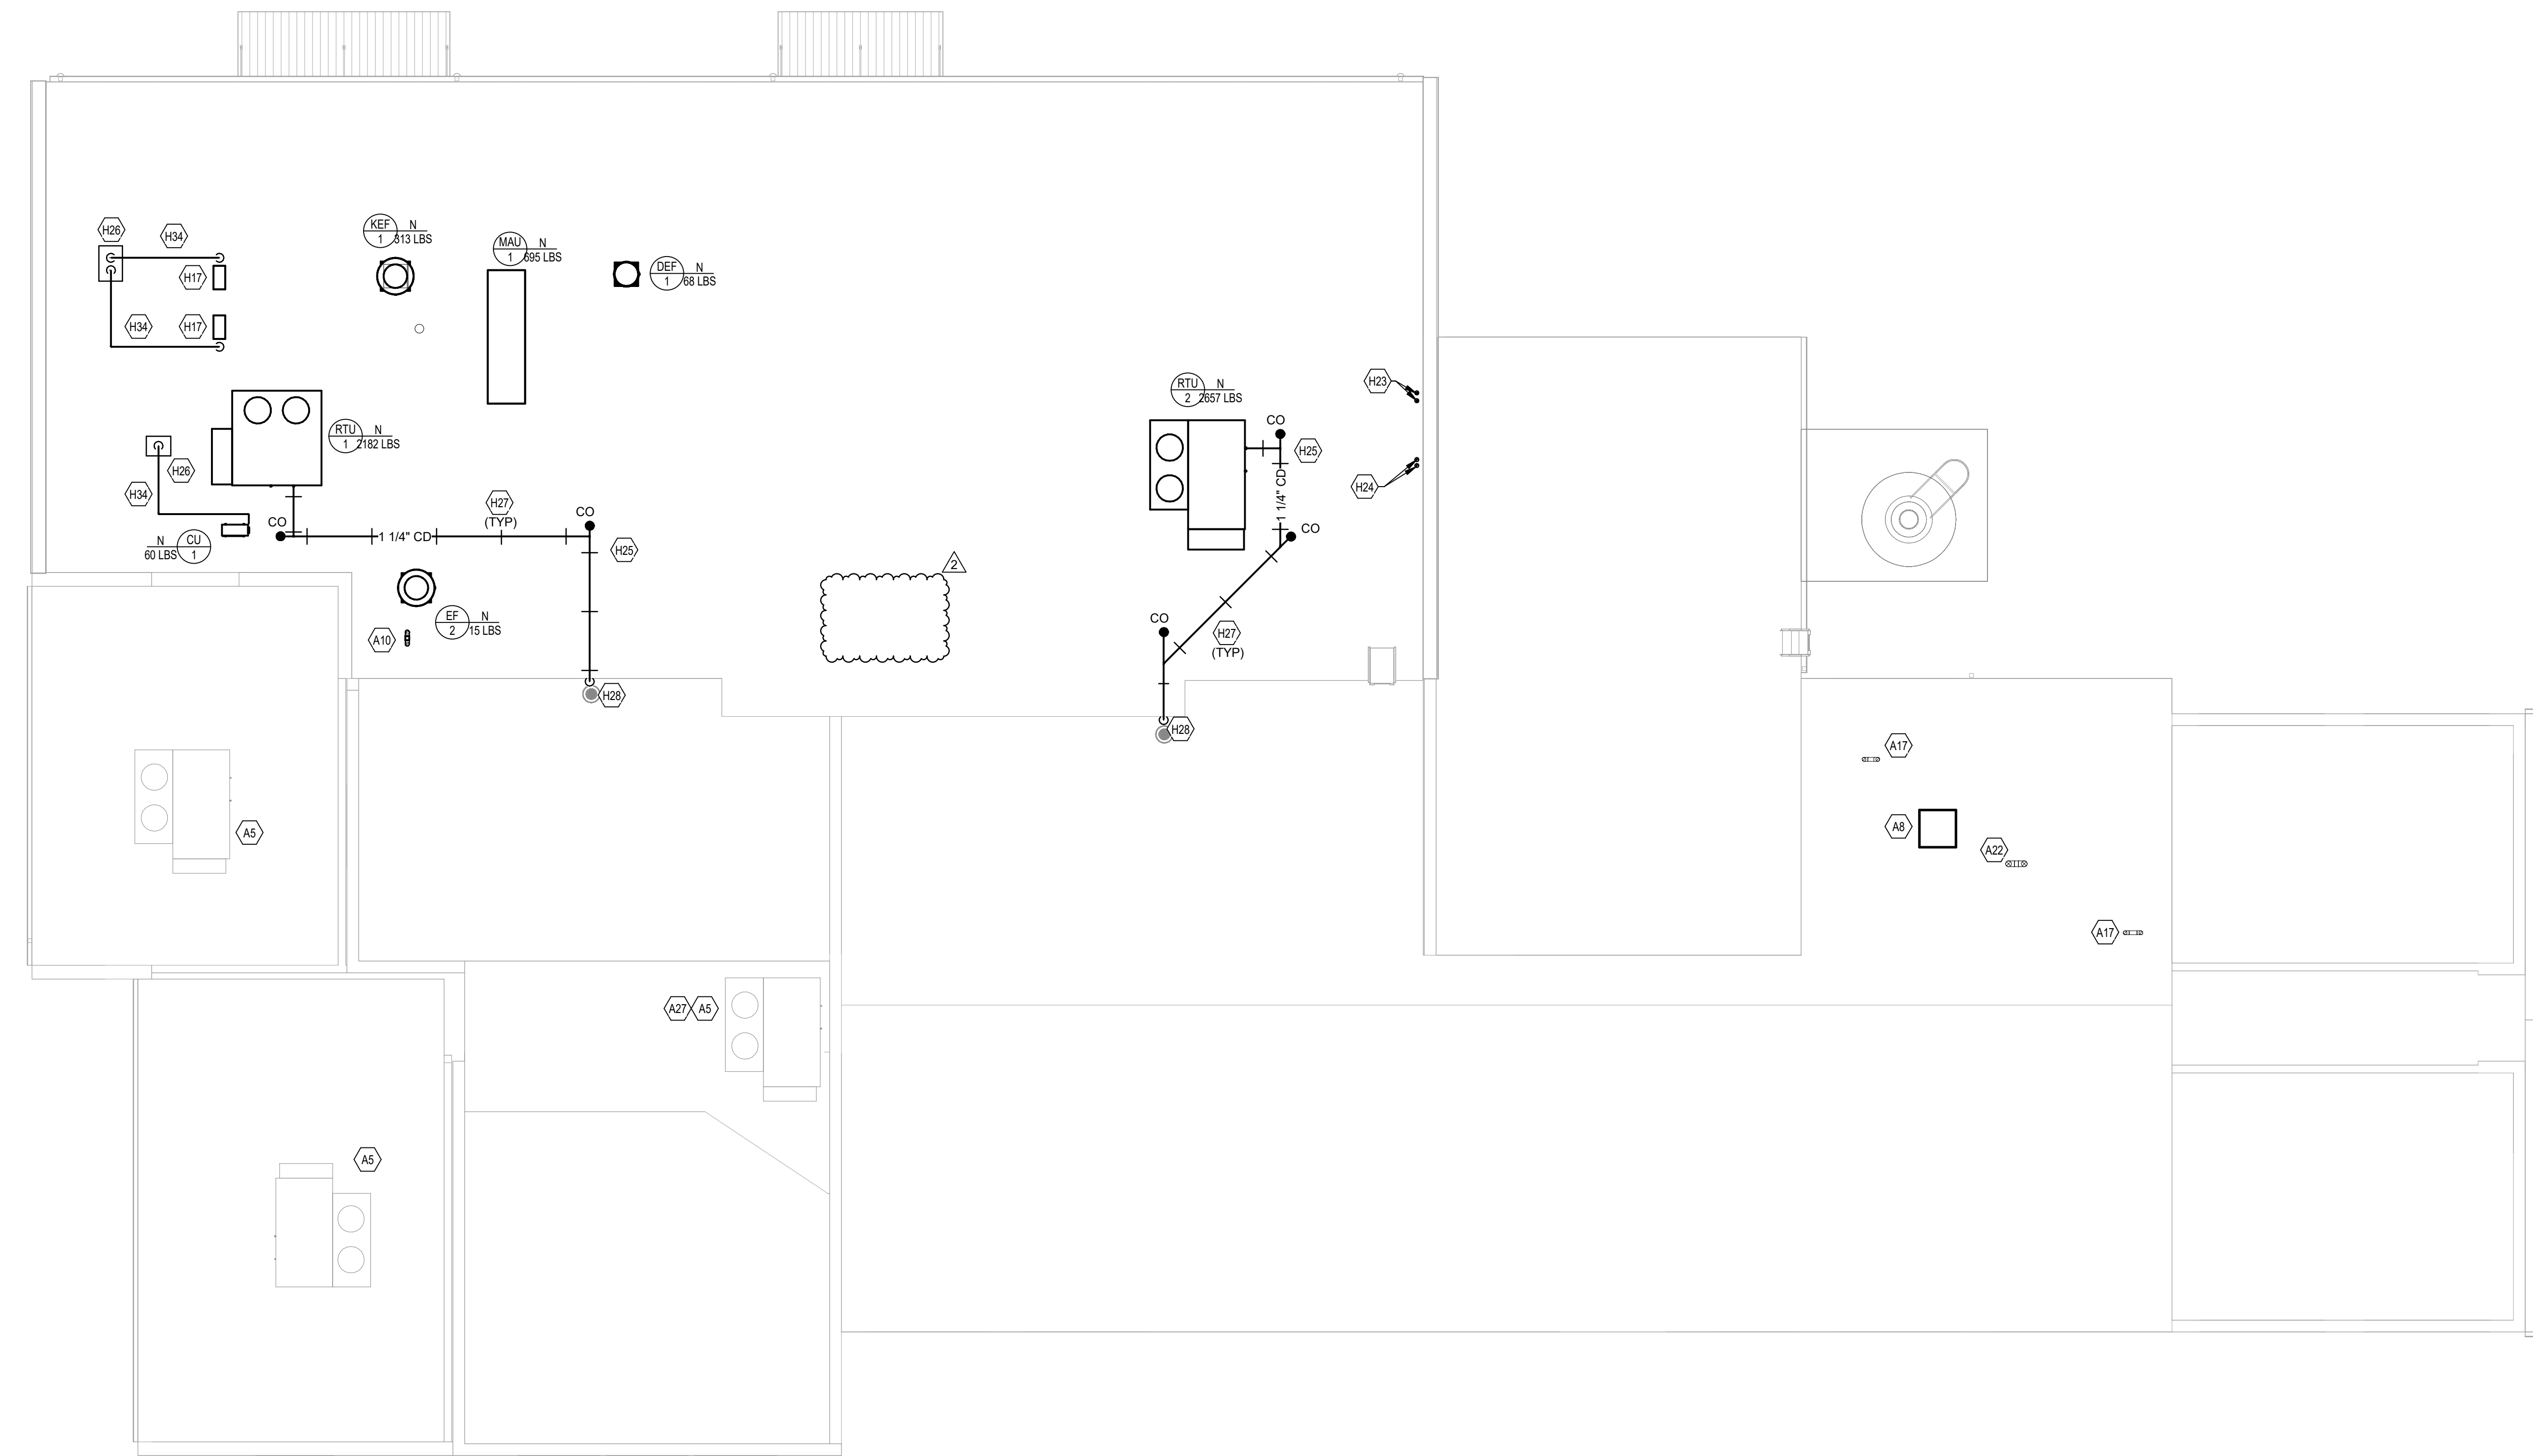 KEF N
1 313 LBS
H26
H34
MAU N
1 695 LBS
DEF N
1 68 LBS
H17
H34
H17
H23
RTU N
2 2657 LBS
CO
RTU N
1 2182 LBS
H25
H26
H24
H34
H27
(TYP)
1 1/4" CD
CO
CO
CO
1 1/4" CD
N CU
60 LBS 1
H25
2
EF N
2 15 LBS
A10
CO
H27
(TYP)
H28
H28
A17
A5
A8
A22
A17
A27
A5
A5